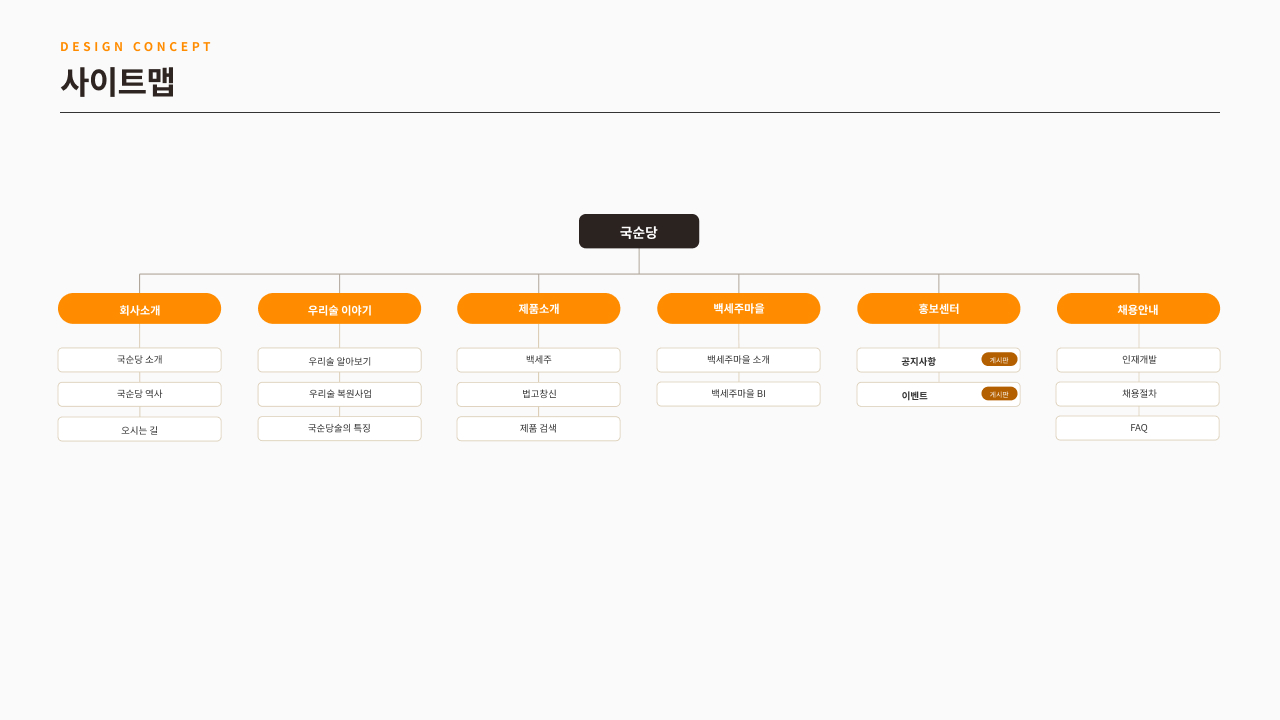 DESIGN CONCEPT
사이트맵
국순당
회사소개
국순당 소개
국순당 역사
오시는 길
우리술 이야기
우리술 알아보기
우리술 복원사업
국순당술의 특징
제품소개
백세주
법고창신
제품 검색
백세주마을
백세주마을 소개
백세주마을 BI
홍보센터
공지사항 게시판
이벤트 게시판
채용안내
인재개발
채용절차
FAQ